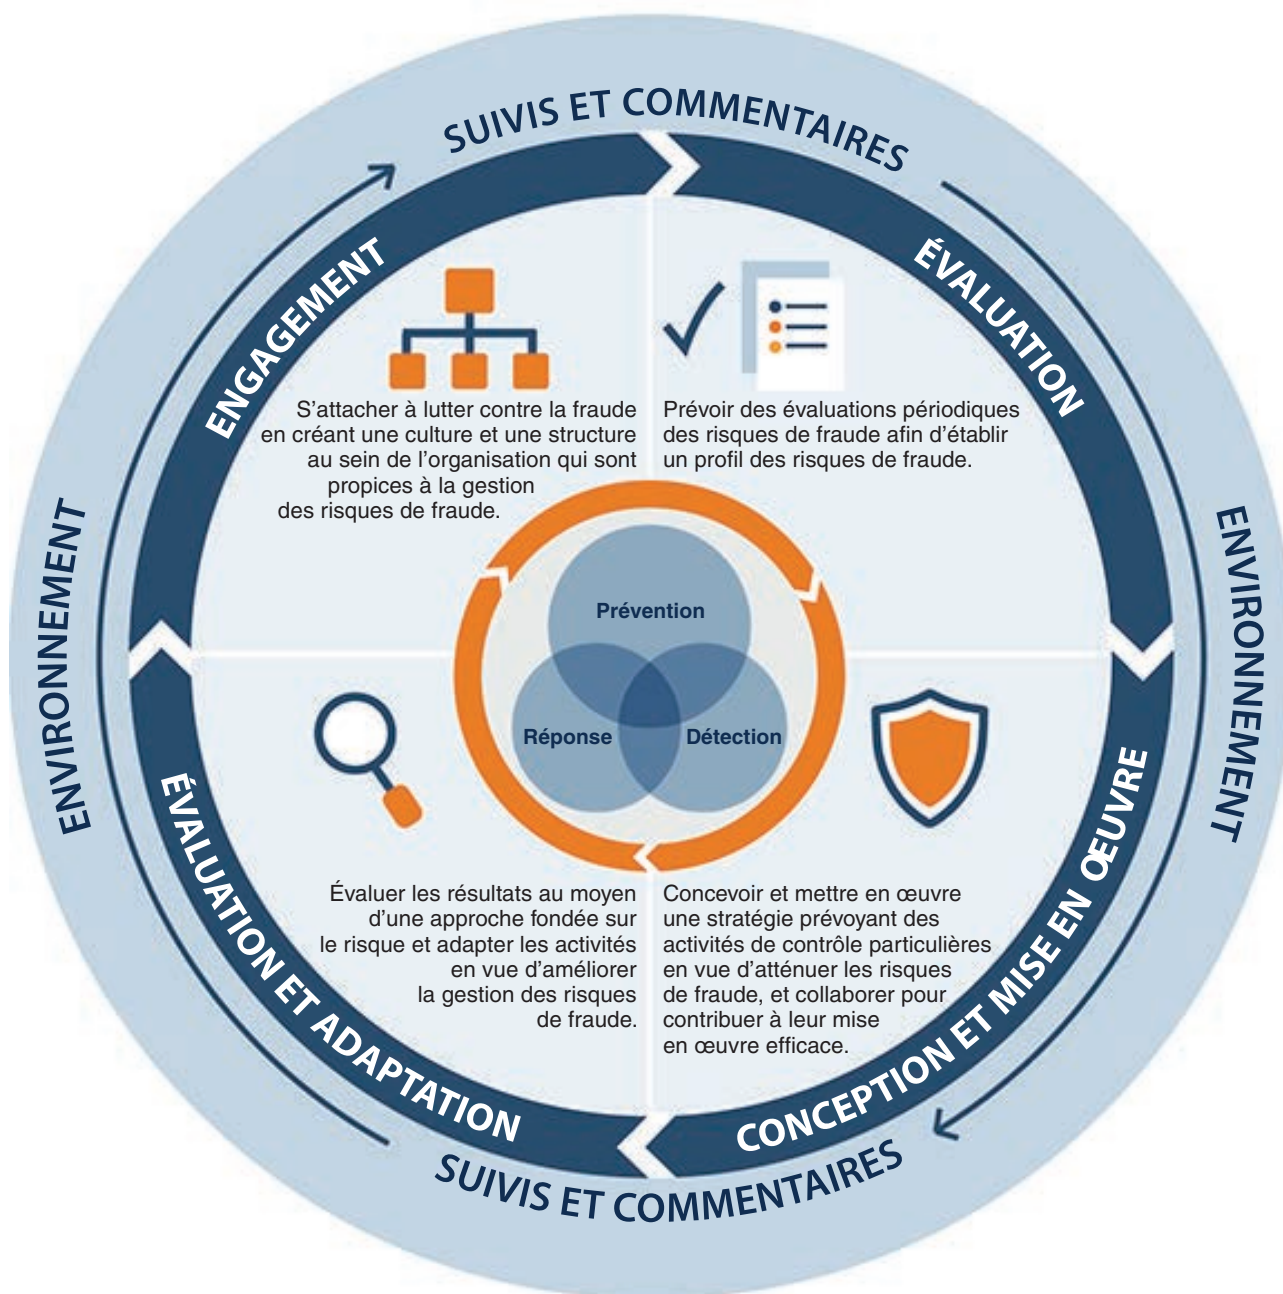 SUIVIS ET COMMENTAIRES
ENGAGEMENT
S’attacher à lutter contre la fraude
en créant une culture et une structure
au sein de l’organisation qui sont
propices à la gestion
des risques de fraude.
ÉVALUATION
Prévoir des évaluations périodiques
des risques de fraude afin d’établir
un profil des risques de fraude.
ENVIRONNEMENT
ENVIRONNEMENT
Prévention
Réponse
Détection
ÉVALUATION ET ADAPTATION
Évaluer les résultats au moyen
d’une approche fondée sur
le risque et adapter les activités
en vue d’améliorer
la gestion des risques
de fraude.
CONCEPTION ET MISE EN ŒUVRE
Concevoir et mettre en œuvre
une stratégie prévoyant des
activités de contrôle particulières
en vue d’atténuer les risques
de fraude, et collaborer pour
contribuer à leur mise
en œuvre efficace.
SUIVIS ET COMMENTAIRES